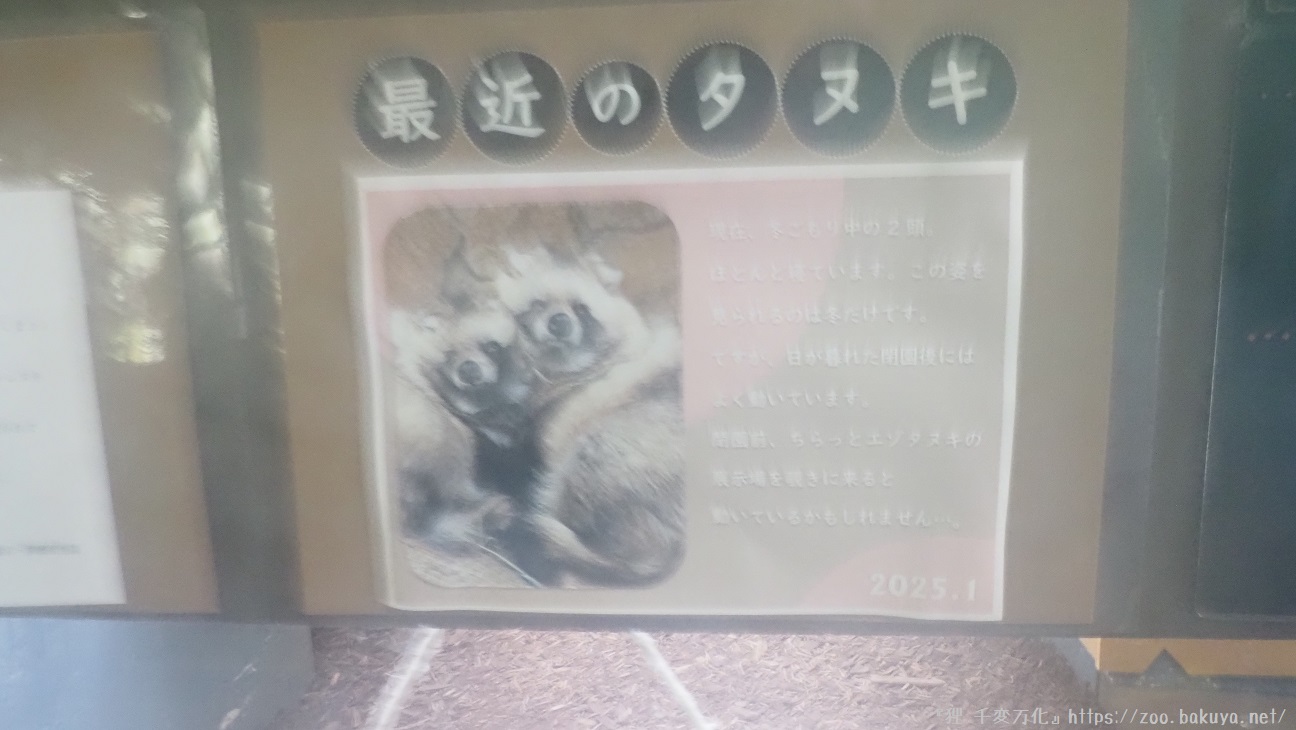 最近のタヌキ
現在、冬ごもり中の2頭。
ほとんど寝ています。この姿を
見られるのは冬だけです。
ですが、日が暮れた閉園後には
よく動いています。
閉園前、ちらっとエゾタヌキの
展示場を覗きに来ると
動いているかもしれません…。
2025.1
狸 千変万化』https://zoo.bakuya.net/